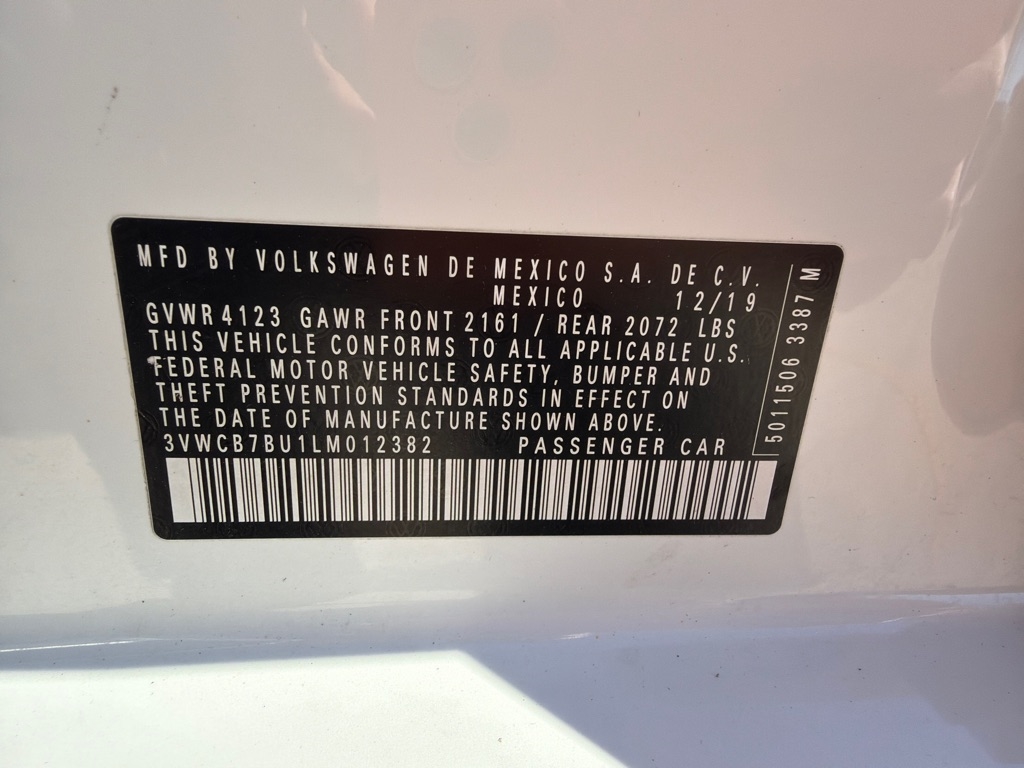 MFD BY VOLKSWAGEN DE MEXICO S.A. DE C.V.
MEXICO 12/19
GVWR 4123 GAWR FRONT 2161 / REAR 2072 LBS
THIS VEHICLE CONFORMS TO ALL APPLICABLE U.S.
FEDERAL MOTOR VEHICLE SAFETY, BUMPER AND
THEFT PREVENTION STANDARDS IN EFFECT ON
THE DATE OF MANUFACTURE SHOWN ABOVE.
3VWCB7BU1LM012382 PASSENGER CAR
5011506 3387 M